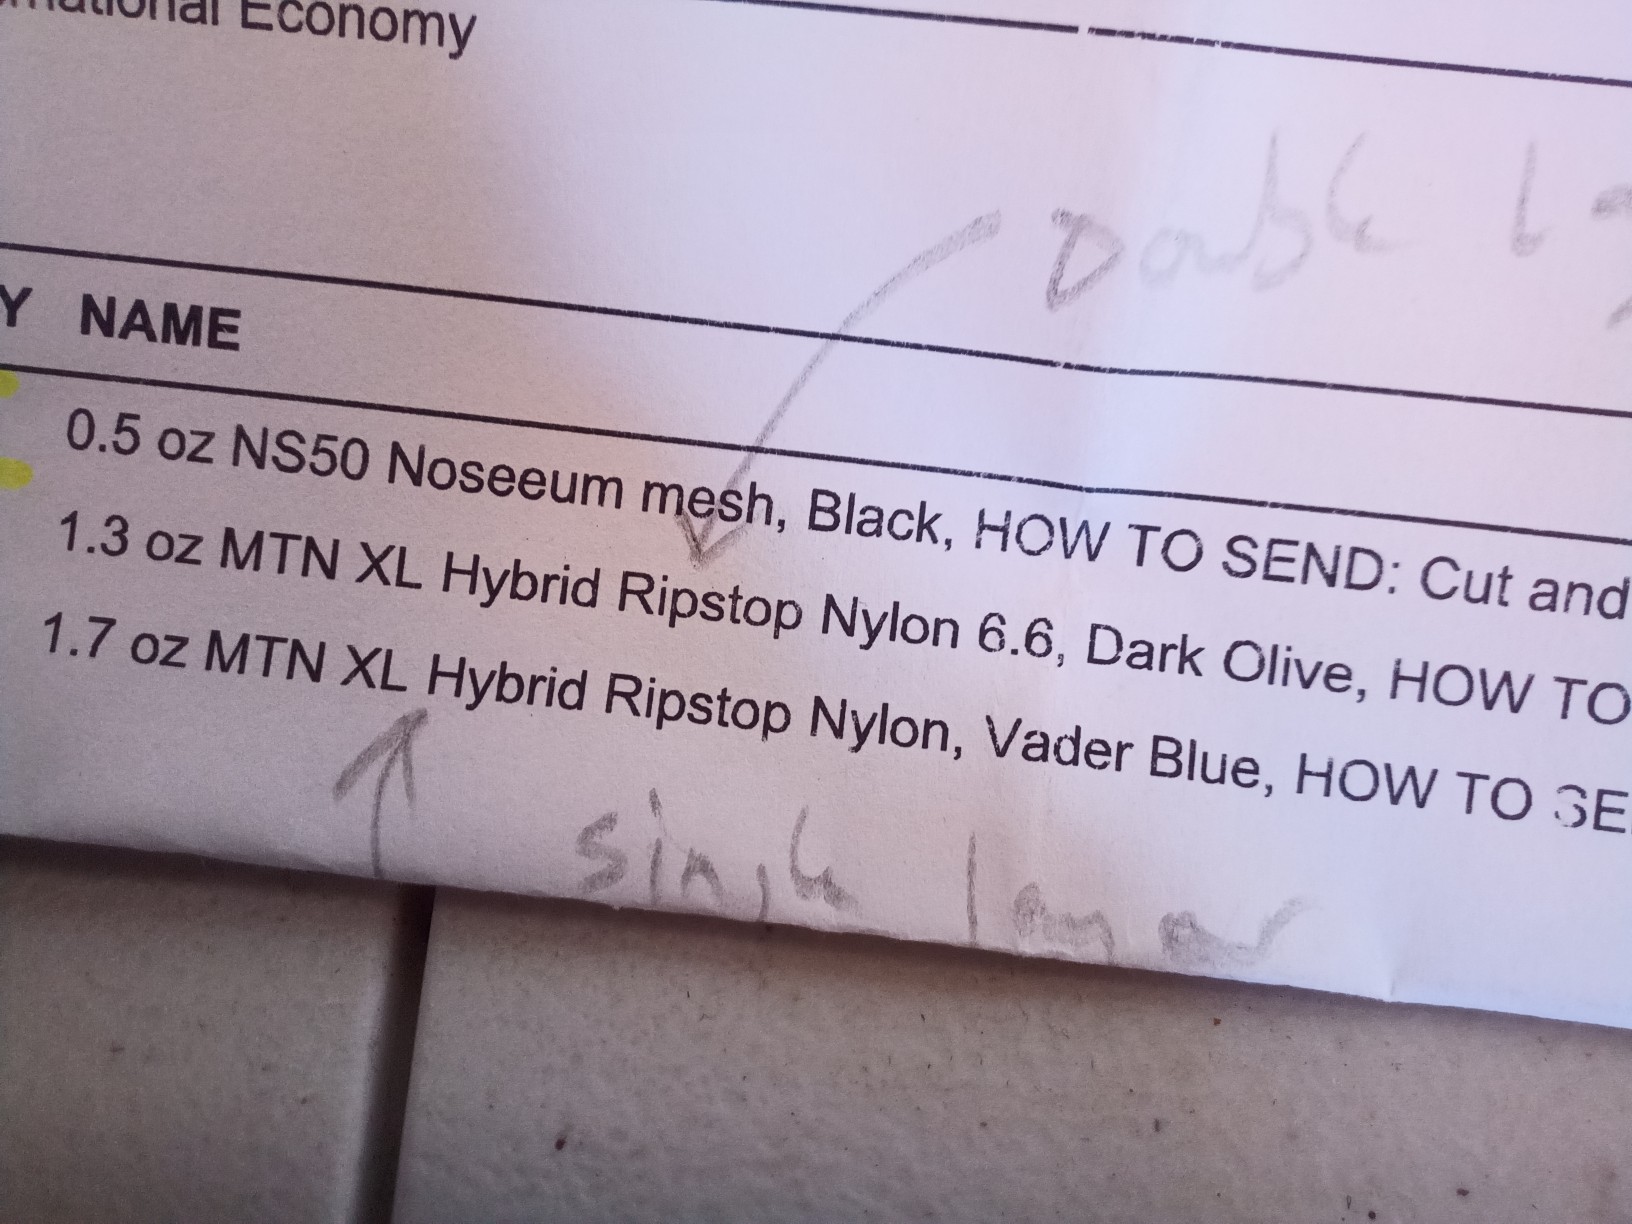 Economy
Double
Y NAME
0.5 oz NS50 Noseeum mesh, Black, HOW TO SEND: Cut and
1.3 oz MTN XL Hybrid Ripstop Nylon 6.6, Dark Olive, HOW TO
1.7 oz MTN XL Hybrid Ripstop Nylon, Vader Blue, HOW TO SE
single layer